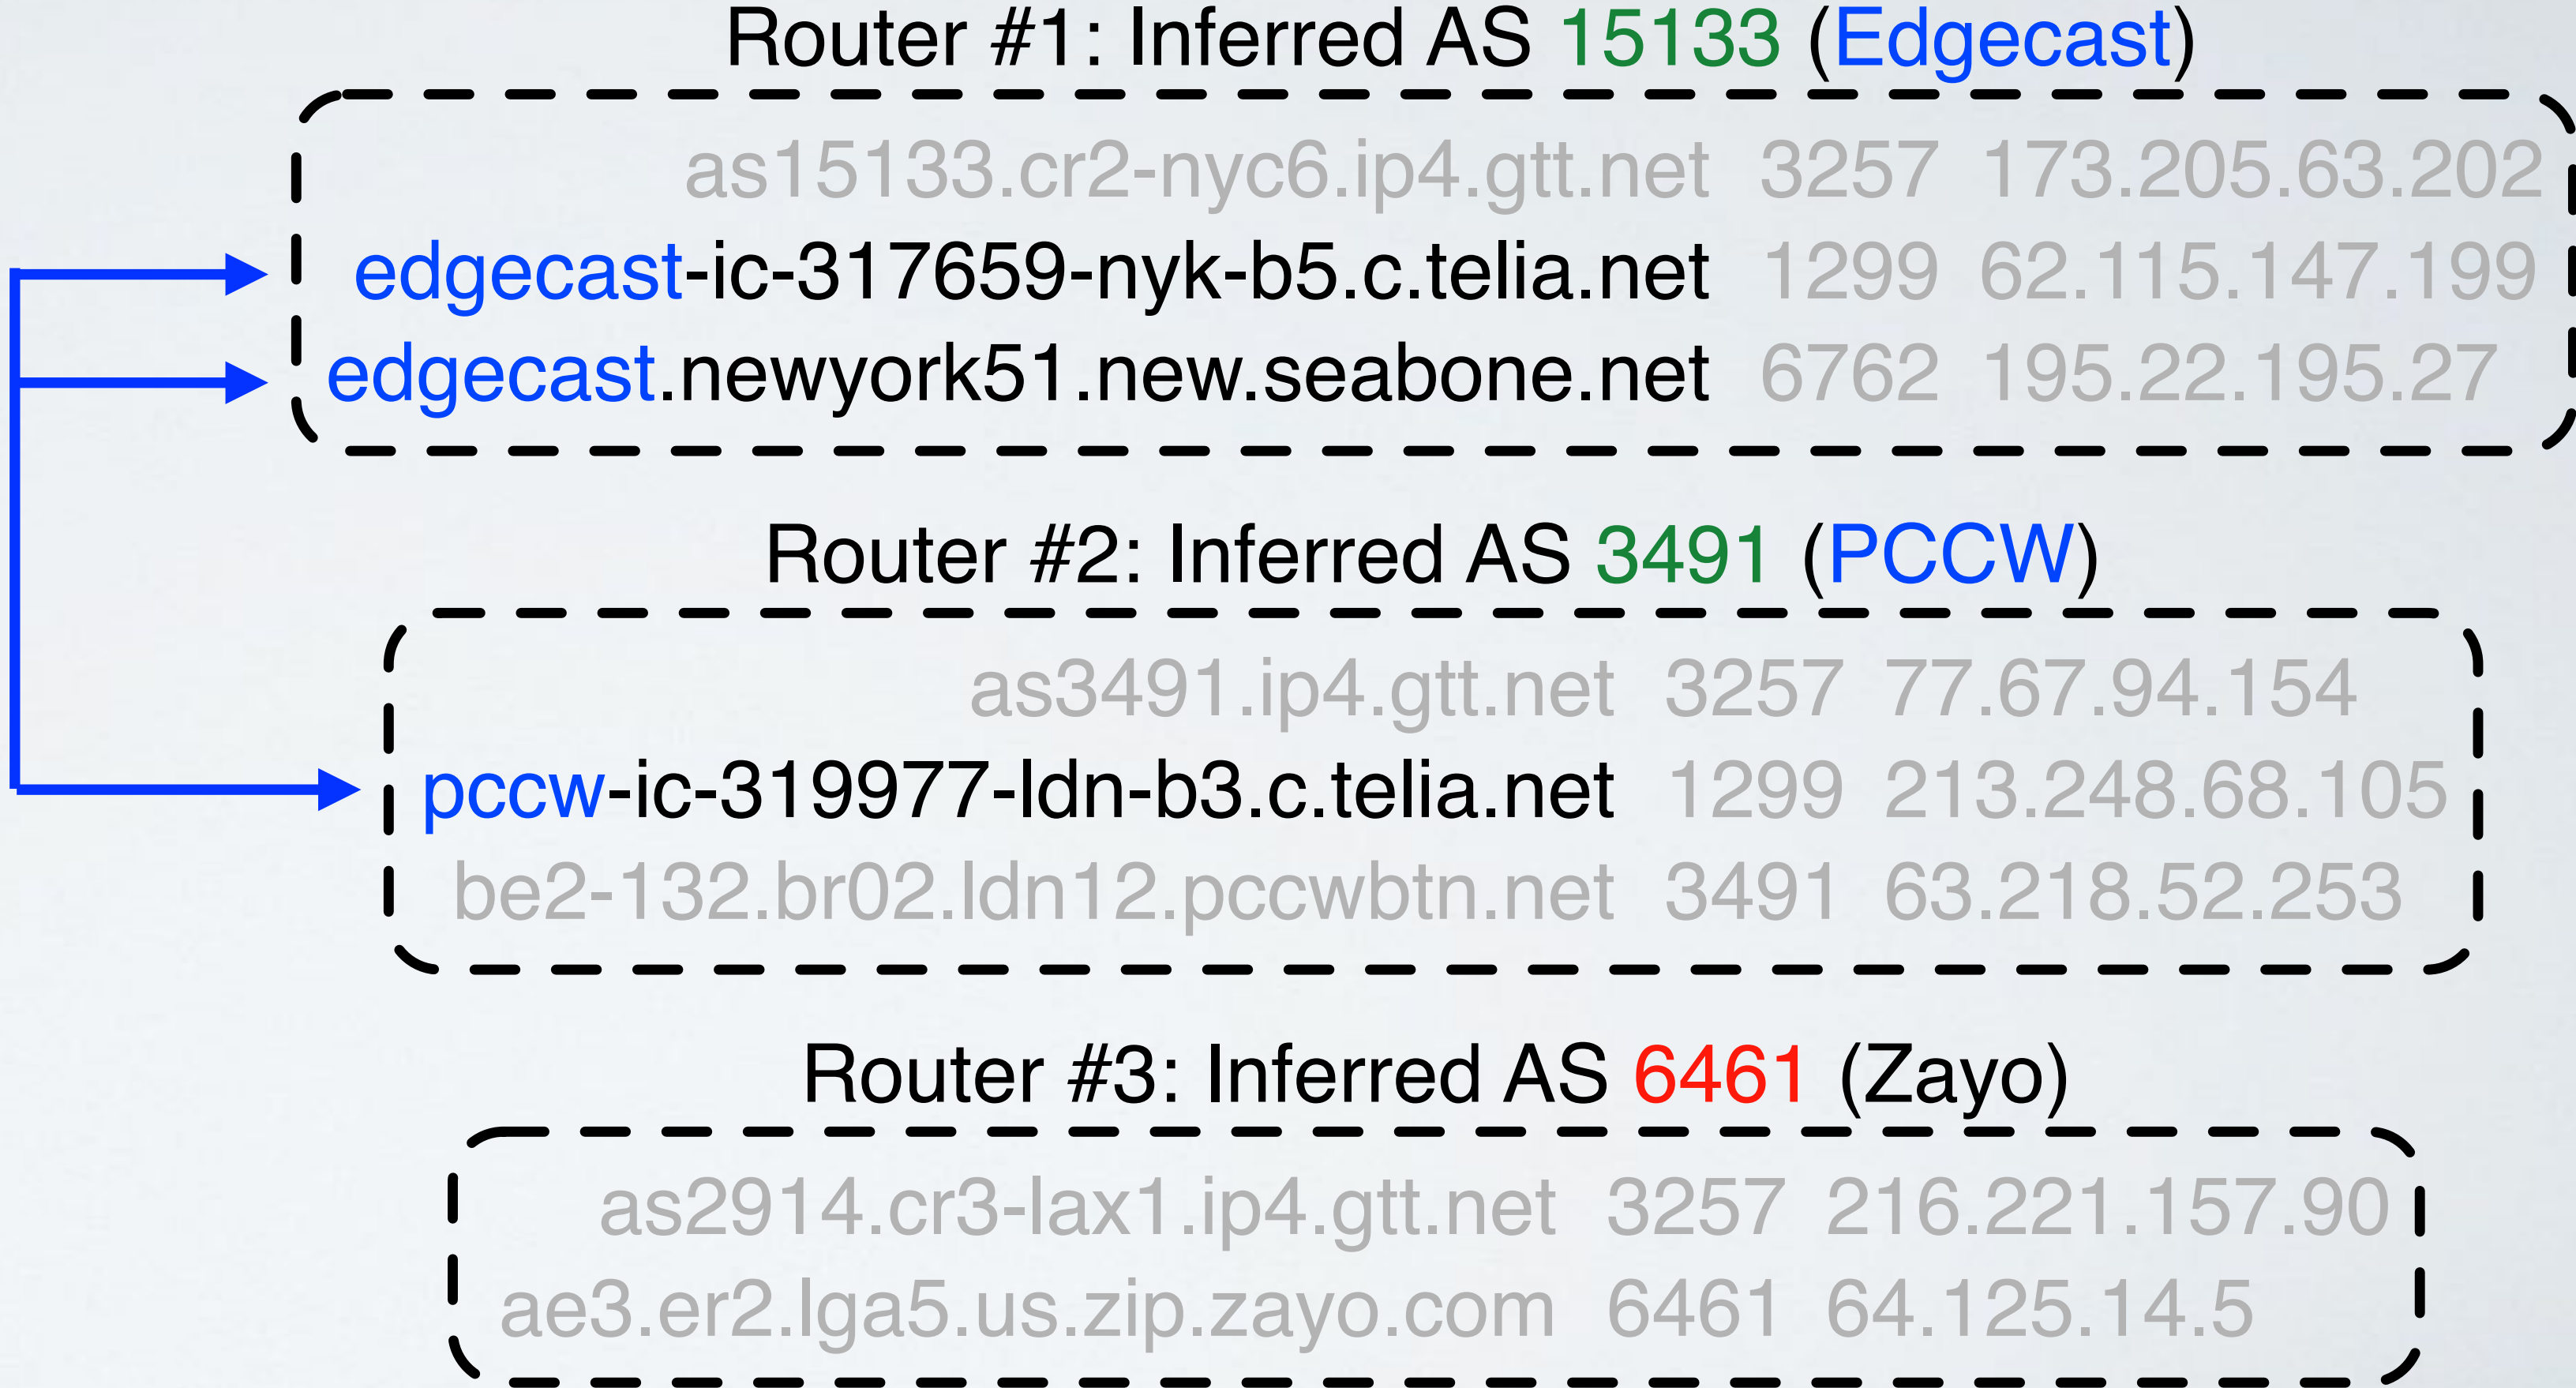 Router #1: Inferred AS 15133 (Edgecast)
as15133.cr2-nyc6.ip4.gtt.net 3257 173.205.63.202
edgecast-ic-317659-nyk-b5.c.telia.net 1299 62.115.147.199
edgecast.newyork51.new.seabone.net 6762 195.22.195.27
Router #2: Inferred AS 3491 (PCCW)
as3491.ip4.gtt.net 3257 77.67.94.154
pccw-ic-319977-ldn-b3.c.telia.net 1299 213.248.68.105
be2-132.br02.ldn12.pccwbtn.net 3491 63.218.52.253
Router #3: Inferred AS 6461 (Zayo)
as2914.cr3-lax1.ip4.gtt.net 3257 216.221.157.90
ae3.er2.lga5.us.zip.zayo.com 6461 64.125.14.5